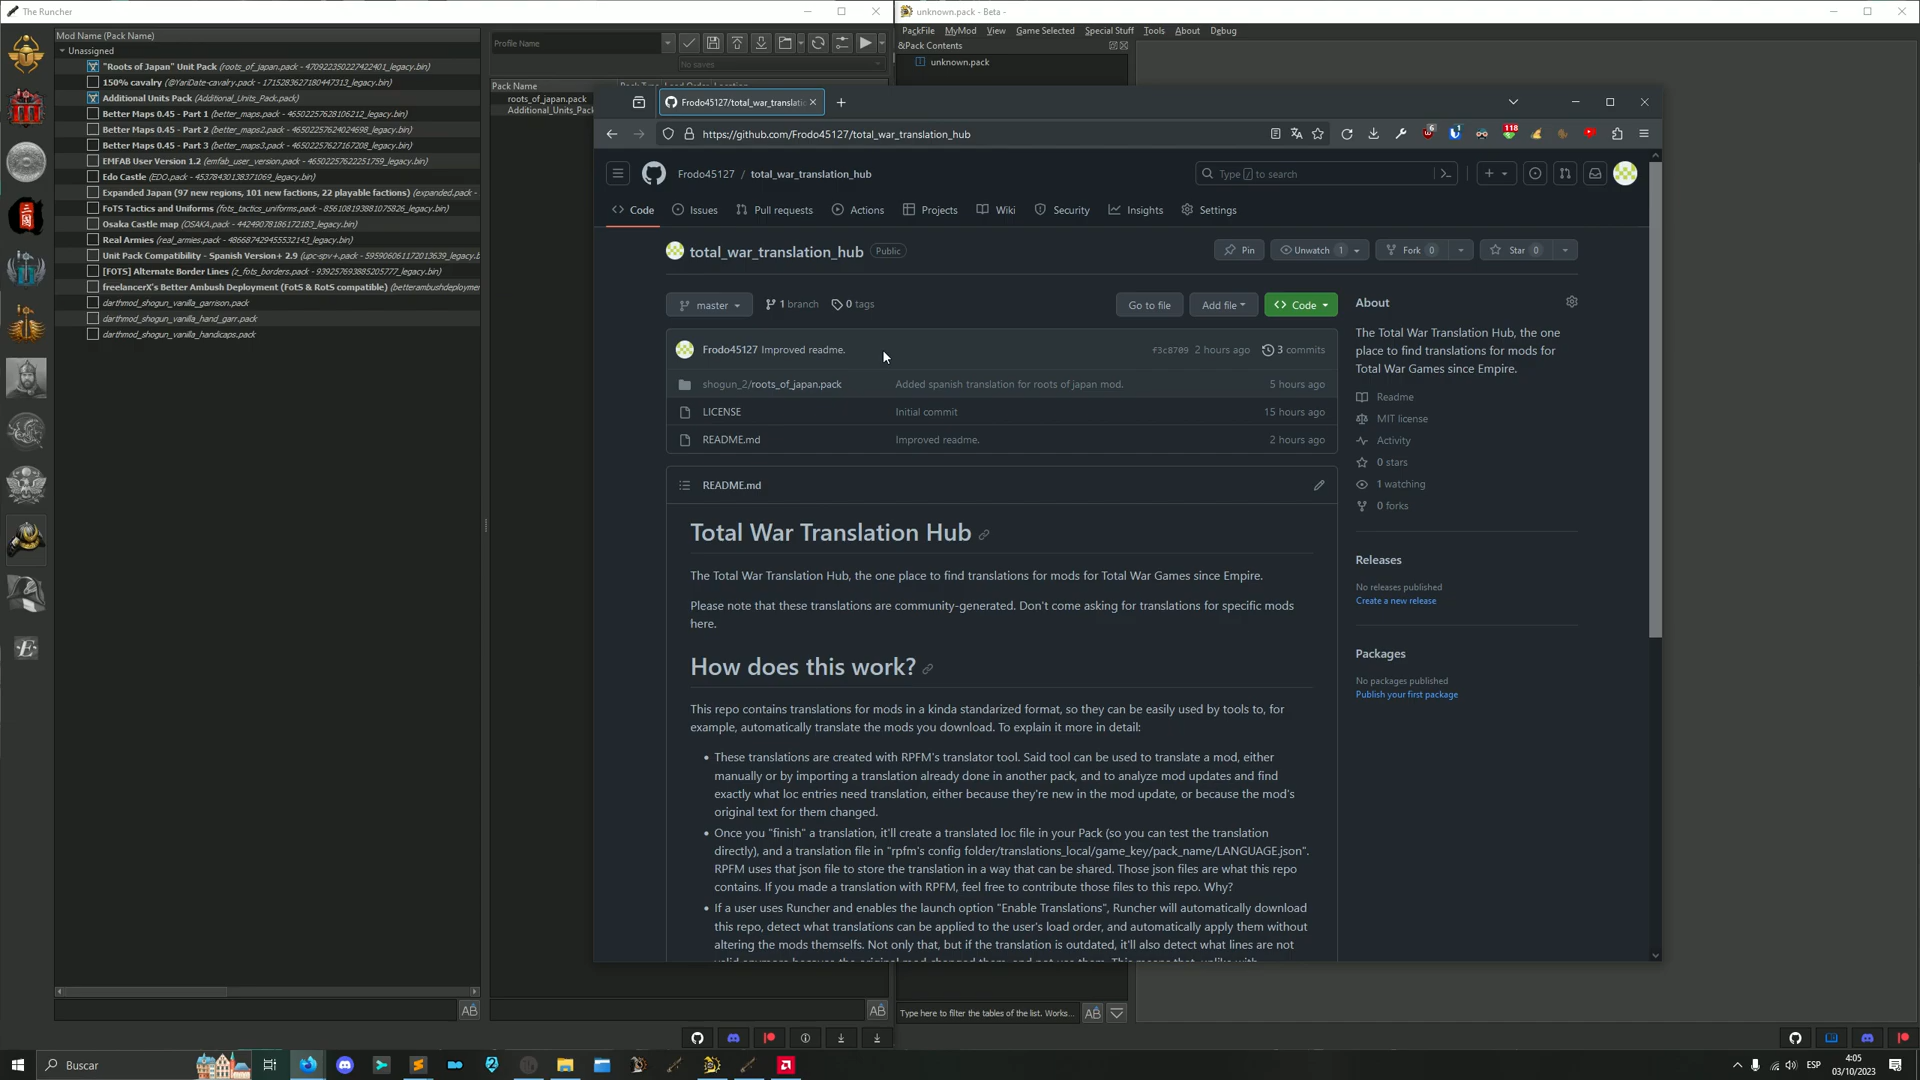 The Runcher
Mod Name (Pack Name)
Unassigned
"Roots of Japan" Unit Pack (roots_of_japan.pack - 470922350227422401_legacy.bin)
150% cavalry (@YariDate-cavalry.pack - 1715283627180447313_legacy.bin)
Additional Units Pack (Additional_Units_Pack.pack)
Better Maps 0.45 - Part 1 (better_maps.pack - 46502257628106212_legacy.bin)
Better Maps 0.45 - Part 2 (better_maps2.pack - 46502257624024698_legacy.bin)
Better Maps 0.45 - Part 3 (better_maps3.pack - 46502257627167208_legacy.bin)
EMFAB User Version 1.2 (emfab_user_version.pack - 46502257622251759_legacy.bin)
Edo Castle (EDO.pack - 453784301383710​69_legacy.bin)
Expanded Japan (97 new regions, 101 new factions, 22 playable factions) (expanded.pack -
FoTS Tactics and Uniforms (fots_tactics_uniforms.pack - 856108193881075826_legacy.bin)
Osaka Castle map (OSAKA.pack - 44249078186172183_legacy.bin)
Real Armies (real_armies.pack - 486687429455532143_legacy.bin)
Unit Pack Compatibility - Spanish Version+ 2.9 (upc-spv+.pack - 595906061172013639_legacy.b
[FOTS] Alternate Border Lines (z_fots_borders.pack - 939257693885205777_legacy.bin)
freelancerX's Better Ambush Deployment (FotS & RotS compatible) (betterambushdeployme
darthmod_shogun_vanilla_garrison.pack
darthmod_shogun_vanilla_hand_garr.pack
darthmod_shogun_vanilla_handicaps.pack
AB
Profile Name
No saves
Pack Name
Pack Type Load Order Location
roots_of_japan.pack
Additional_Units_Pack
AB
unknown.pack - Beta -
PackFile MyMod View Game Selected Special Stuff Tools About Debug
&Pack Contents
unknown.pack
Type here to filter the tables of the list. Works...
AB
Frodo45127/total_war_translati
https://github.com/Frodo45127/total_war_translation_hub
6
1
118
Frodo45127 / total_war_translation_hub
Type / to search
Code Issues Pull requests Actions Projects Wiki Security Insights Settings
total_war_translation_hub Public
Pin Unwatch 1 Fork 0 Star 0
master 1 branch 0 tags
Go to file Add file Code
Frodo45127 Improved readme. f3c8709 2 hours ago 3 commits
shogun_2/roots_of_japan.pack Added spanish translation for roots of japan mod. 5 hours ago
LICENSE Initial commit 15 hours ago
README.md Improved readme. 2 hours ago
README.md
Total War Translation Hub
The Total War Translation Hub, the one place to find translations for mods for Total War Games since Empire.
Please note that these translations are community-generated. Don't come asking for translations for specific mods
here.
How does this work?
This repo contains translations for mods in a kinda standarized format, so they can be easily used by tools to, for
example, automatically translate the mods you download. To explain it more in detail:
• These translations are created with RPFM's translator tool. Said tool can be used to translate a mod, either
manually or by importing a translation already done in another pack, and to analyze mod updates and find
exactly what loc entries need translation, either because they're new in the mod update, or because the mod's
original text for them changed.
• Once you "finish" a translation, it'll create a translated loc file in your Pack (so you can test the translation
directly), and a translation file in "rpfm's config folder/translations_local/game_key/pack_name/LANGUAGE.json".
RPFM uses that json file to store the translation in a way that can be shared. Those json files are what this repo
contains. If you made a translation with RPFM, feel free to contribute those files to this repo. Why?
• If a user uses Runcher and enables the launch option "Enable Translations", Runcher will automatically download
this repo, detect what translations can be applied to the user's load order, and automatically apply them without
altering the mods themselfs. Not only that, but if the translation is outdated, it'll also detect what lines are not
About
The Total War Translation Hub, the one
place to find translations for mods for
Total War Games since Empire.
Readme
MIT license
Activity
0 stars
1 watching
0 forks
Releases
No releases published
Create a new release
Packages
No packages published
Publish your first package
Buscar
ESP
4:05
03/10/2023